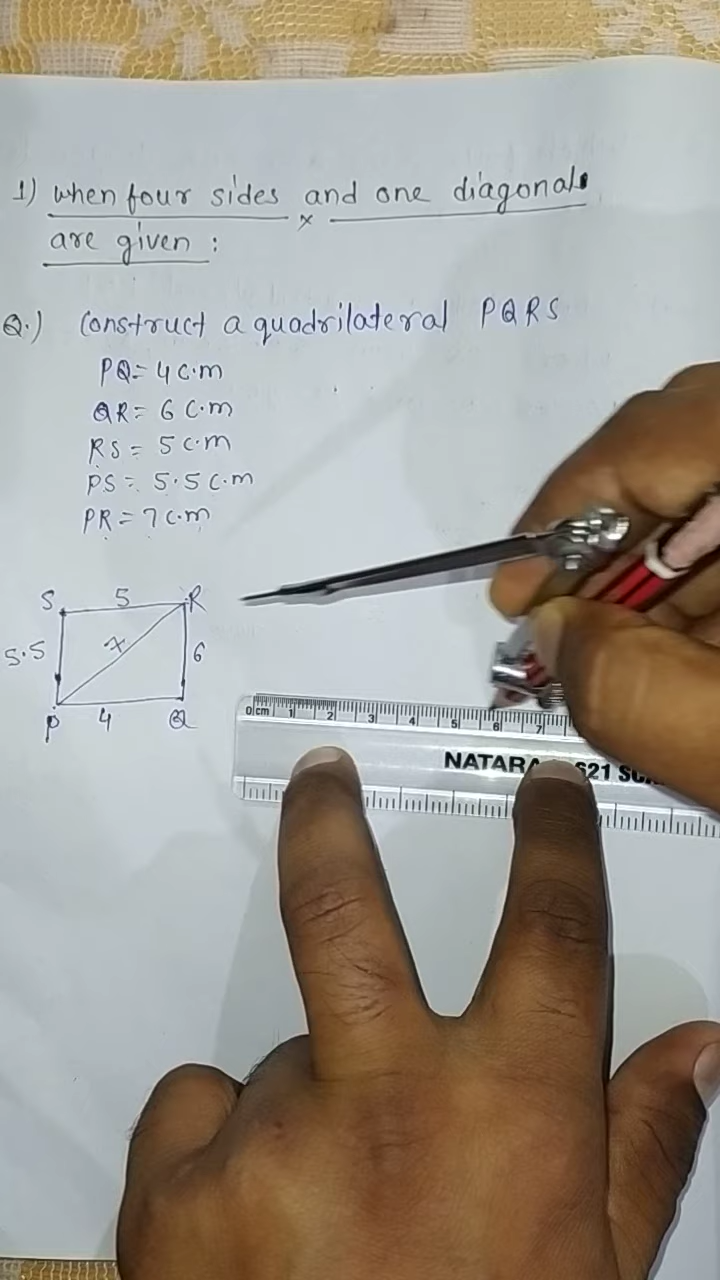 1) when four sides and one diagonal
are given :
Q.) Construct a quadrilateral PQRS
PQ = 4 c.m
QR = 6 c.m
RS = 5 c.m
PS = 5.5 c.m
PR = 7 c.m
S 5 R
5.5 7 6
P 4 Q
0 cm 1 2 3 4 5 6 7
NATARA 621